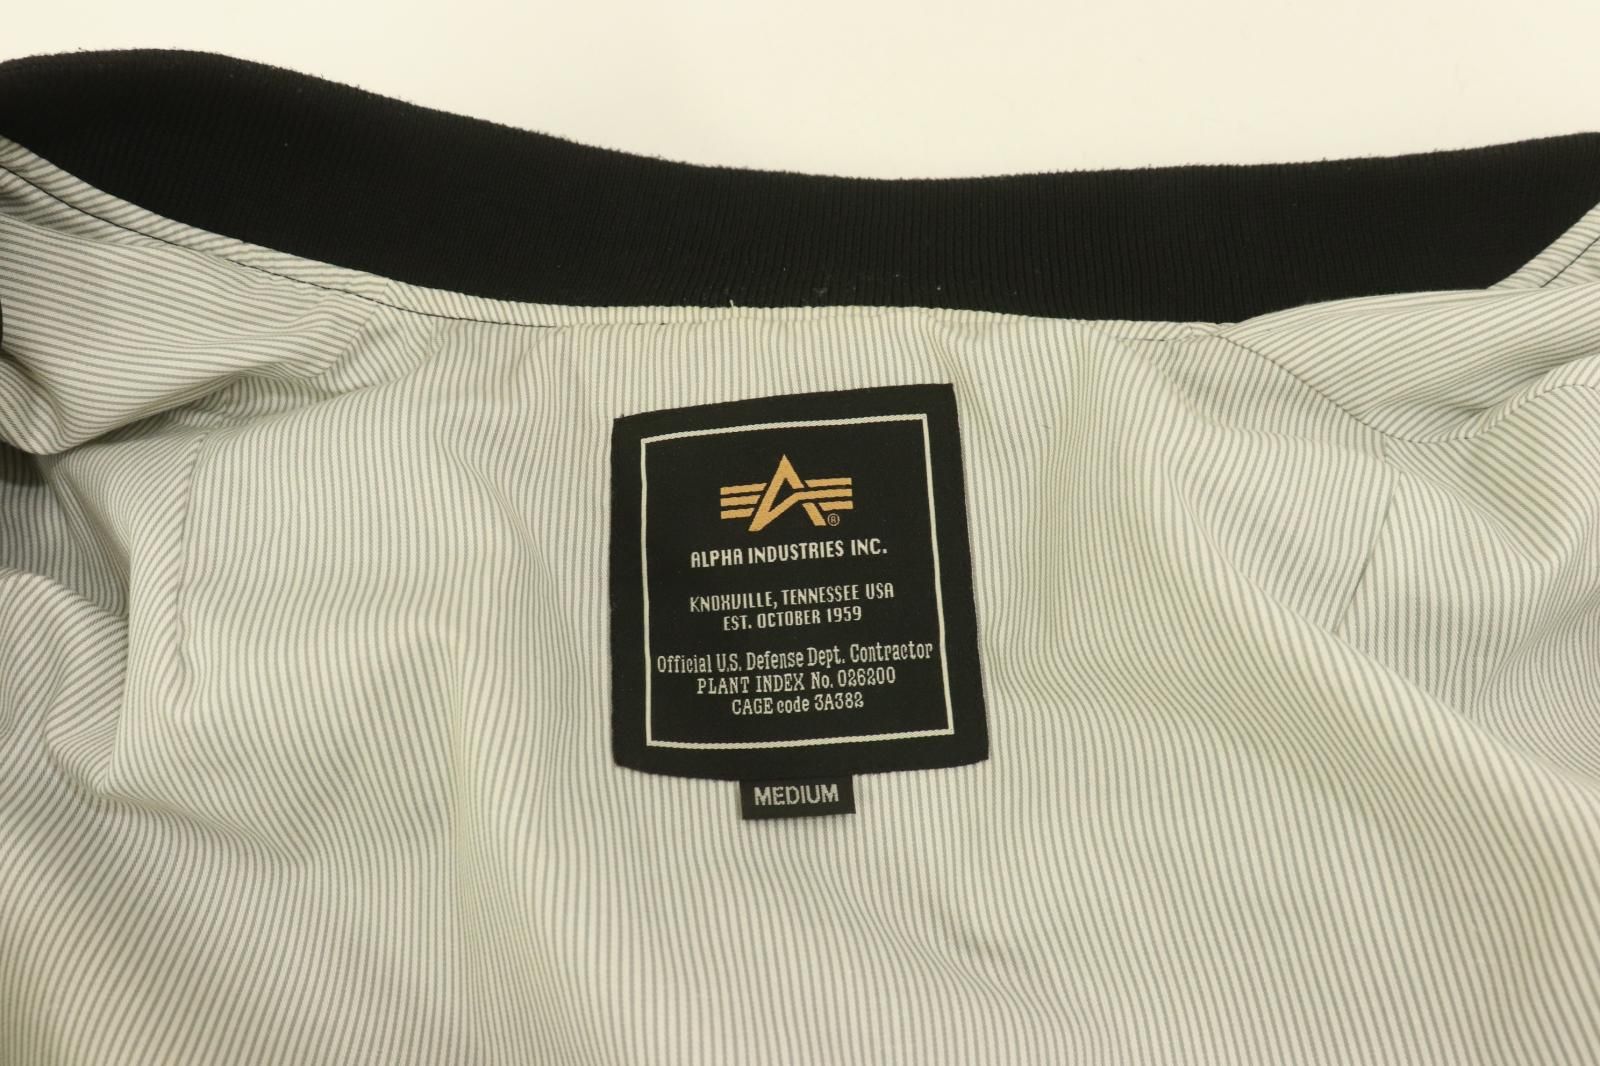 ALPHA INDUSTRIES INC.
KNOXVILLE, TENNESSEE USA
EST. OCTOBER 1959
Official U.S. Defense Dept. Contractor
PLANT INDEX No. 026200
CAGE code 3A382
MEDIUM